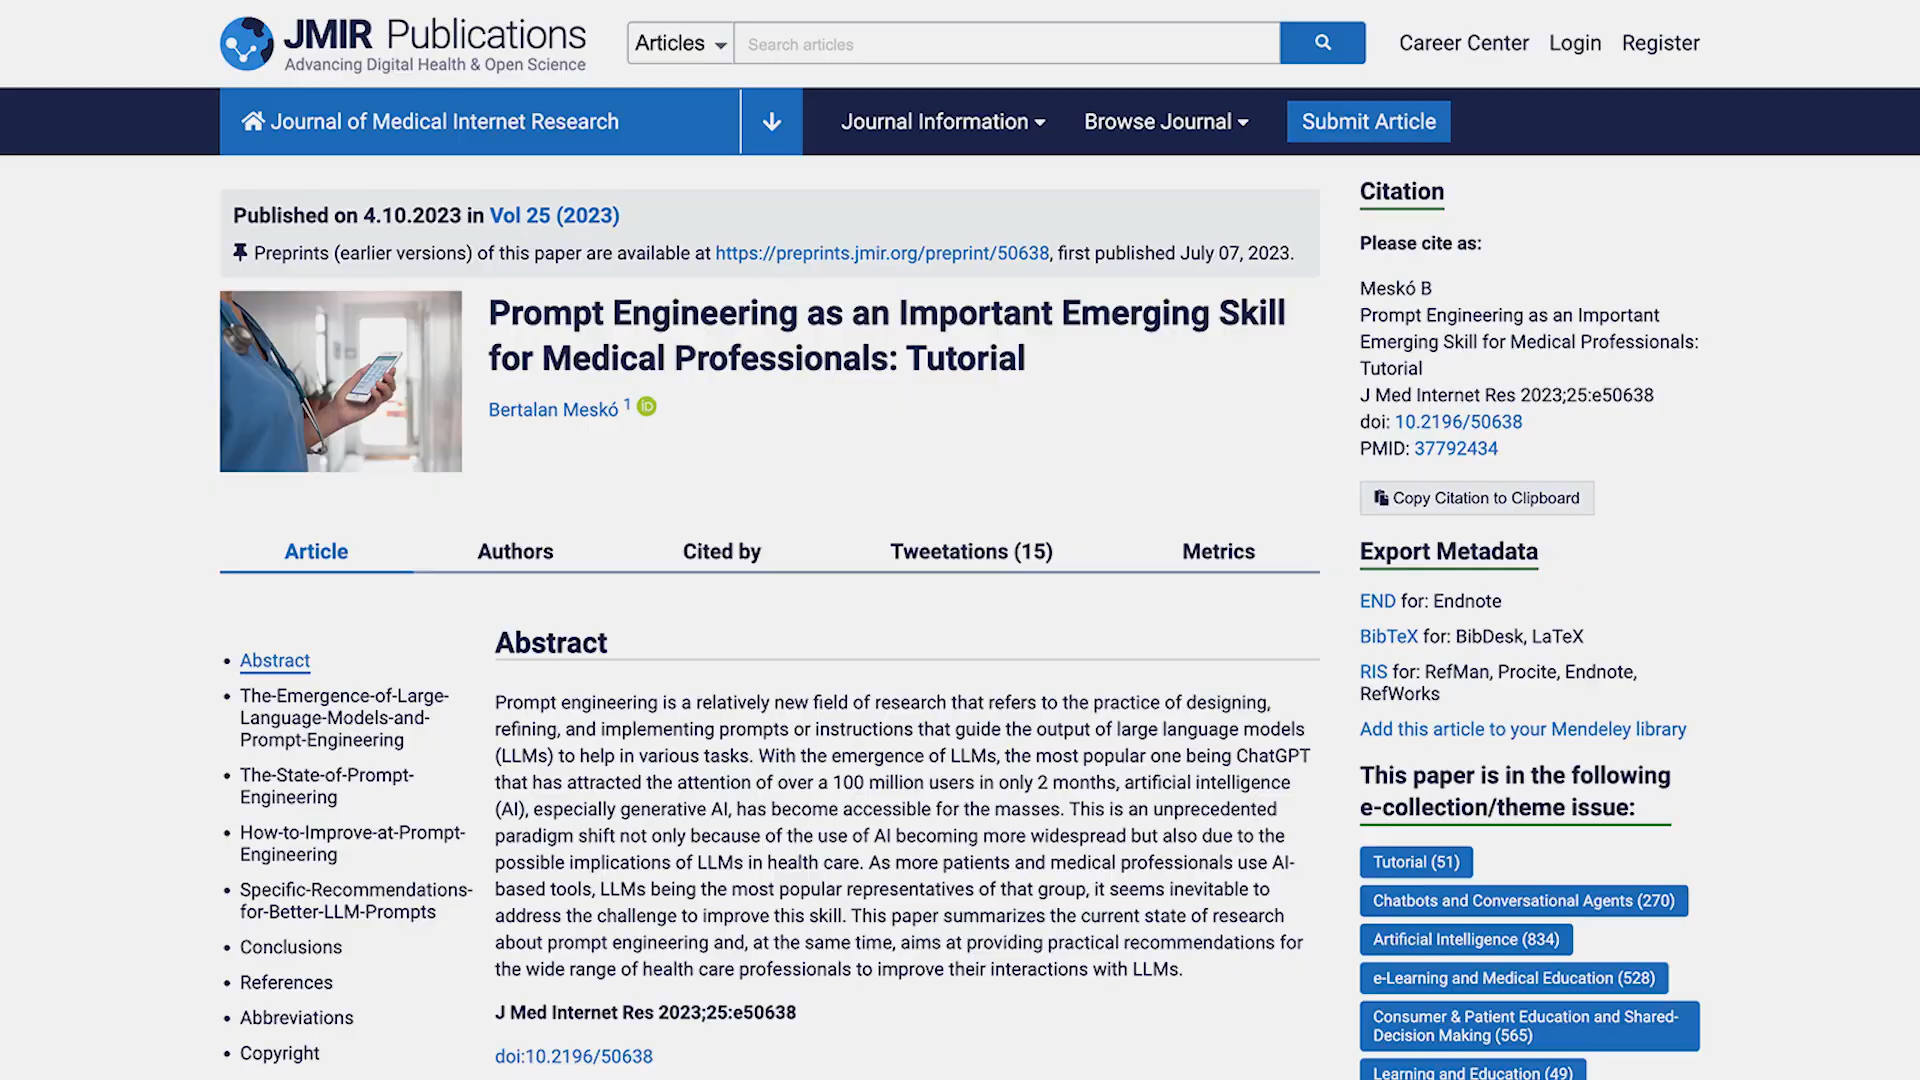 JMIR Publications
Advancing Digital Health & Open Science
Articles
Search articles
Career Center
Login
Register
Journal of Medical Internet Research
Journal Information
Browse Journal
Submit Article
Published on 4.10.2023 in Vol 25 (2023)
Preprints (earlier versions) of this paper are available at https://preprints.jmir.org/preprint/50638, first published July 07, 2023.
Prompt Engineering as an Important Emerging Skill
for Medical Professionals: Tutorial
Bertalan Meskó 1 iD
Article
Authors
Cited by
Tweetations (15)
Metrics
Abstract
The-Emergence-of-Large-
Language-Models-and-
Prompt-Engineering
The-State-of-Prompt-
Engineering
How-to-Improve-at-Prompt-
Engineering
Specific-Recommendations-
for-Better-LLM-Prompts
Conclusions
References
Abbreviations
Copyright
Abstract
Prompt engineering is a relatively new field of research that refers to the practice of designing,
refining, and implementing prompts or instructions that guide the output of large language models
(LLMs) to help in various tasks. With the emergence of LLMs, the most popular one being ChatGPT
that has attracted the attention of over a 100 million users in only 2 months, artificial intelligence
(AI), especially generative AI, has become accessible for the masses. This is an unprecedented
paradigm shift not only because of the use of AI becoming more widespread but also due to the
possible implications of LLMs in health care. As more patients and medical professionals use AI-
based tools, LLMs being the most popular representatives of that group, it seems inevitable to
address the challenge to improve this skill. This paper summarizes the current state of research
about prompt engineering and, at the same time, aims at providing practical recommendations for
the wide range of health care professionals to improve their interactions with LLMs.
J Med Internet Res 2023;25:e50638
doi:10.2196/50638
Citation
Please cite as:
Meskó B
Prompt Engineering as an Important
Emerging Skill for Medical Professionals:
Tutorial
J Med Internet Res 2023;25:e50638
doi: 10.2196/50638
PMID: 37792434
Copy Citation to Clipboard
Export Metadata
END for: Endnote
BibTeX for: BibDesk, LaTeX
RIS for: RefMan, Procite, Endnote,
RefWorks
Add this article to your Mendeley library
This paper is in the following
e-collection/theme issue:
Tutorial (51)
Chatbots and Conversational Agents (270)
Artificial Intelligence (834)
e-Learning and Medical Education (528)
Consumer & Patient Education and Shared-
Decision Making (565)
Learning and Education (49)